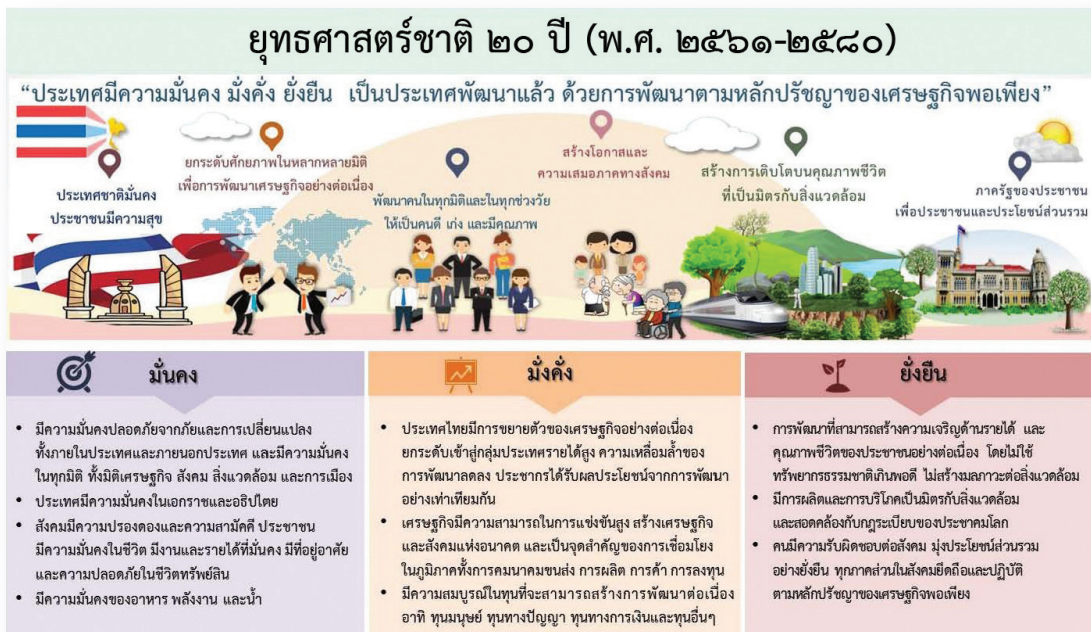 ยุทธศาสตร์ชาติ ๒๐ ปี (พ.ศ. ๒๕๖๑-๒๕๘๐)
“ประเทศมีความมั่นคง มั่งคั่ง ยั่งยืน เป็นประเทศพัฒนาแล้ว ด้วยการพัฒนาตามหลักปรัชญาของเศรษฐกิจพอเพียง”
ประเทศชาติมั่นคง
ประชาชนมีความสุข
ยกระดับศักยภาพในหลากหลายมิติ
เพื่อการพัฒนาเศรษฐกิจอย่างต่อเนื่อง
พัฒนาคนในทุกมิติและในทุกช่วงวัย
ให้เป็นคนดี เก่ง และมีคุณภาพ
สร้างโอกาสและ
ความเสมอภาคทางสังคม
สร้างการเติบโตบนคุณภาพชีวิต
ที่เป็นมิตรกับสิ่งแวดล้อม
ภาครัฐของประชาชน
เพื่อประชาชนและประโยชน์ส่วนรวม
มั่นคง
• มีความมั่นคงปลอดภัยจากภัยและการเปลี่ยนแปลง
ทั้งภายในประเทศและภายนอกประเทศ และมีความมั่นคง
ในทุกมิติ ทั้งมิติเศรษฐกิจ สังคม สิ่งแวดล้อม และการเมือง
• ประเทศมีความมั่นคงในเอกราชและอธิปไตย
• สังคมมีความปรองดองและความสามัคคี ประชาชน
มีความมั่นคงในชีวิต มีงานและรายได้ที่มั่นคง มีที่อยู่อาศัย
และความปลอดภัยในชีวิตทรัพย์สิน
• มีความมั่นคงของอาหาร พลังงาน และน้ำ
มั่งคั่ง
• ประเทศไทยมีการขยายตัวของเศรษฐกิจอย่างต่อเนื่อง
ยกระดับเข้าสู่กลุ่มประเทศรายได้สูง ความเหลื่อมล้ำของ
การพัฒนาลดลง ประชากรได้รับผลประโยชน์จากการพัฒนา
อย่างเท่าเทียมกัน
• เศรษฐกิจมีความสามารถในการแข่งขันสูง สร้างเศรษฐกิจ
และสังคมแห่งอนาคต และเป็นจุดสำคัญของการเชื่อมโยง
ในภูมิภาคทั้งการคมนาคมขนส่ง การผลิต การค้า การลงทุน
• มีความสมบูรณ์ในทุนที่จะสามารถสร้างการพัฒนาต่อเนื่อง
อาทิ ทุนมนุษย์ ทุนทางปัญญา ทุนทางการเงินและทุนอื่นๆ
ยั่งยืน
• การพัฒนาที่สามารถสร้างความเจริญด้านรายได้ และ
คุณภาพชีวิตของประชาชนอย่างต่อเนื่อง โดยไม่ใช้
ทรัพยากรธรรมชาติเกินพอดี ไม่สร้างมลภาวะต่อสิ่งแวดล้อม
• มีการผลิตและการบริโภคเป็นมิตรกับสิ่งแวดล้อม
และสอดคล้องกับกฎระเบียบของประชาคมโลก
• คนมีความรับผิดชอบต่อสังคม มุ่งประโยชน์ส่วนรวม
อย่างยั่งยืน ทุกภาคส่วนในสังคมยึดถือและปฏิบัติ
ตามหลักปรัชญาของเศรษฐกิจพอเพียง